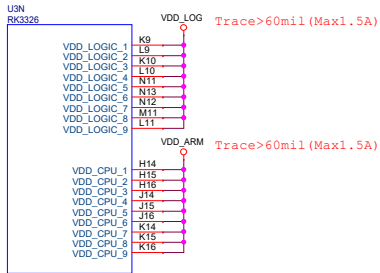 U3N
RK3326
VDD_LOG Trace>60mil(Max1.5A)
VDD_LOGIC_1 K9
VDD_LOGIC_2 L9
VDD_LOGIC_3 K10
VDD_LOGIC_4 L10
VDD_LOGIC_5 N11
VDD_LOGIC_6 N13
VDD_LOGIC_7 N12
VDD_LOGIC_8 M11
VDD_LOGIC_9 L11
VDD_ARM Trace>60mil(Max1.5A)
VDD_CPU_1 H14
VDD_CPU_2 H15
VDD_CPU_3 H16
VDD_CPU_4 J14
VDD_CPU_5 J15
VDD_CPU_6 J16
VDD_CPU_7 K14
VDD_CPU_8 K15
VDD_CPU_9 K16